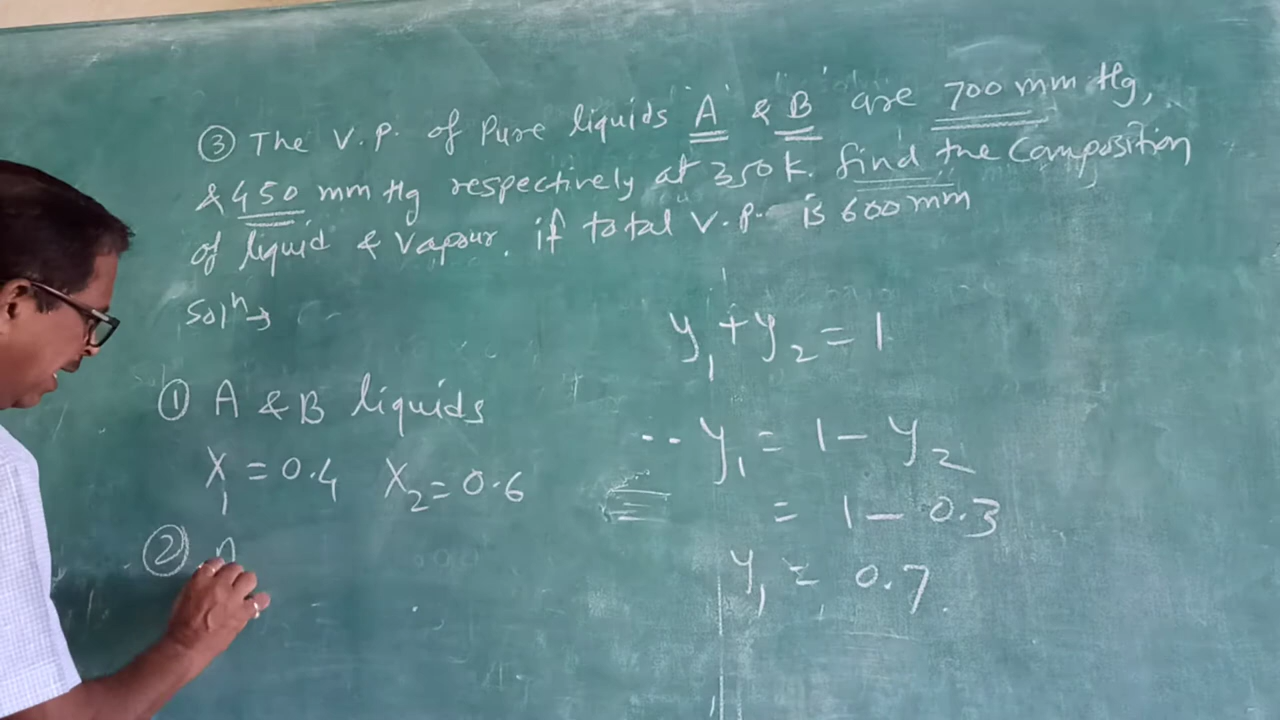 ③ The V.P. of Pure liquids 'A' & 'B' are 700 mm Hg,
& 450 mm Hg respectively at 350 K. find the Composition
of liquid & Vapour. if total V.P. is 600 mm
Solⁿ→
① A & B liquids
X₁ = 0.4 X₂ = 0.6
②
y₁ + y₂ = 1
∴ y₁ = 1 - y₂
= 1 - 0.3
y₁ = 0.7